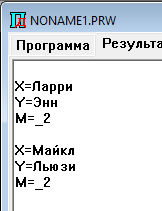 NONAME1.PRW
Программа
Результа
X=Ларри
Y=Энн
M=_2
X=Майкл
Y=Льюзи
M=_2